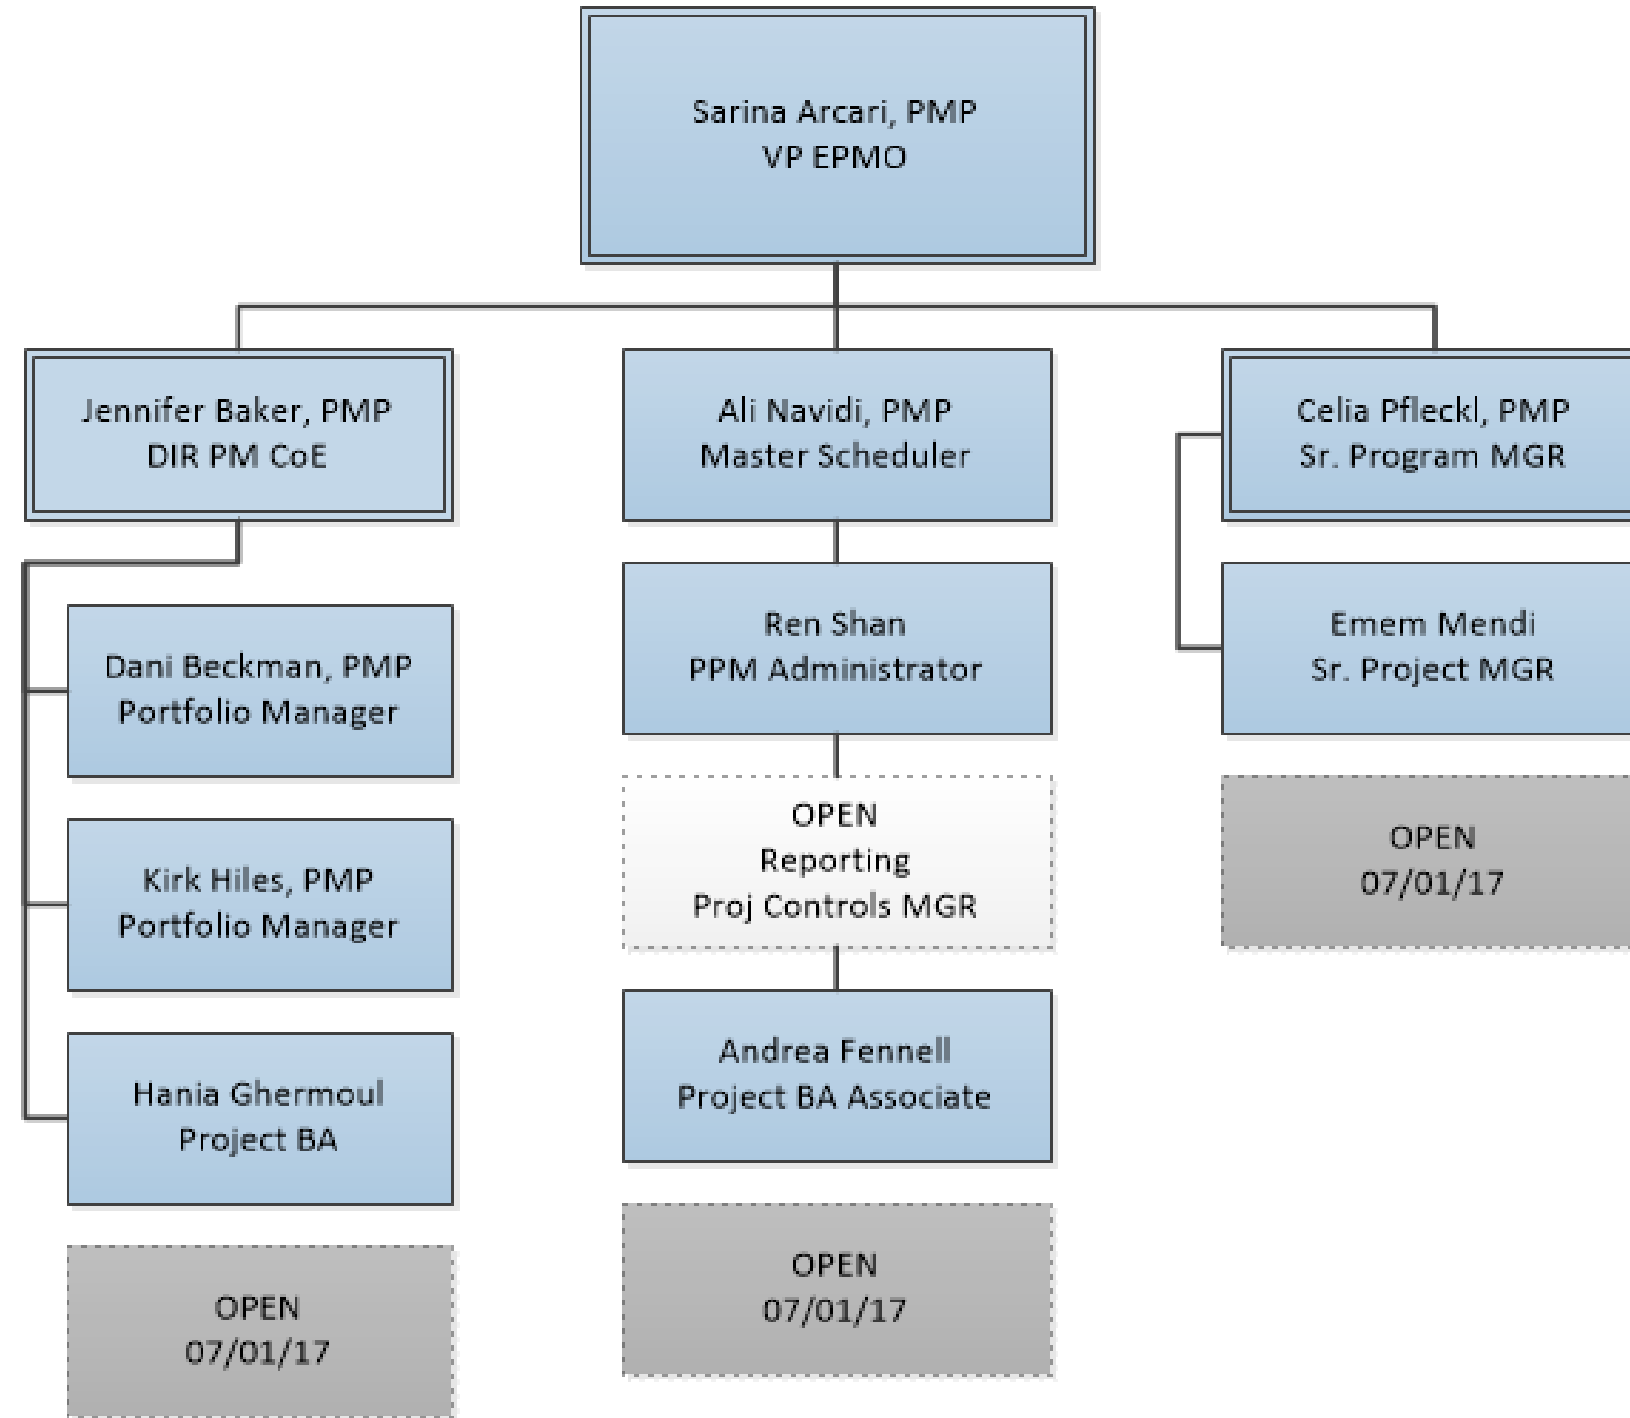 Sarina Arcari, PMP
VP EPMO
Jennifer Baker, PMP
DIR PM CoE
Ali Navidi, PMP
Master Scheduler
Celia Pfleckl, PMP
Sr. Program MGR
Dani Beckman, PMP
Portfolio Manager
Ren Shan
PPM Administrator
Emem Mendi
Sr. Project MGR
Kirk Hiles, PMP
Portfolio Manager
OPEN
Reporting
Proj Controls MGR
OPEN
07/01/17
Hania Ghermoul
Project BA
Andrea Fennell
Project BA Associate
OPEN
07/01/17
OPEN
07/01/17